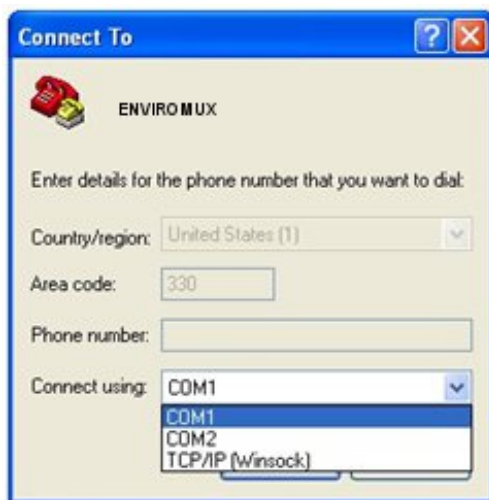 Connect To
ENVIROMUX
Enter details for the phone number that you want to dial:
Country/region: United States (1)
Area code: 330
Phone number:
Connect using: COM1
COM1
COM2
TCP/IP (Winsock)